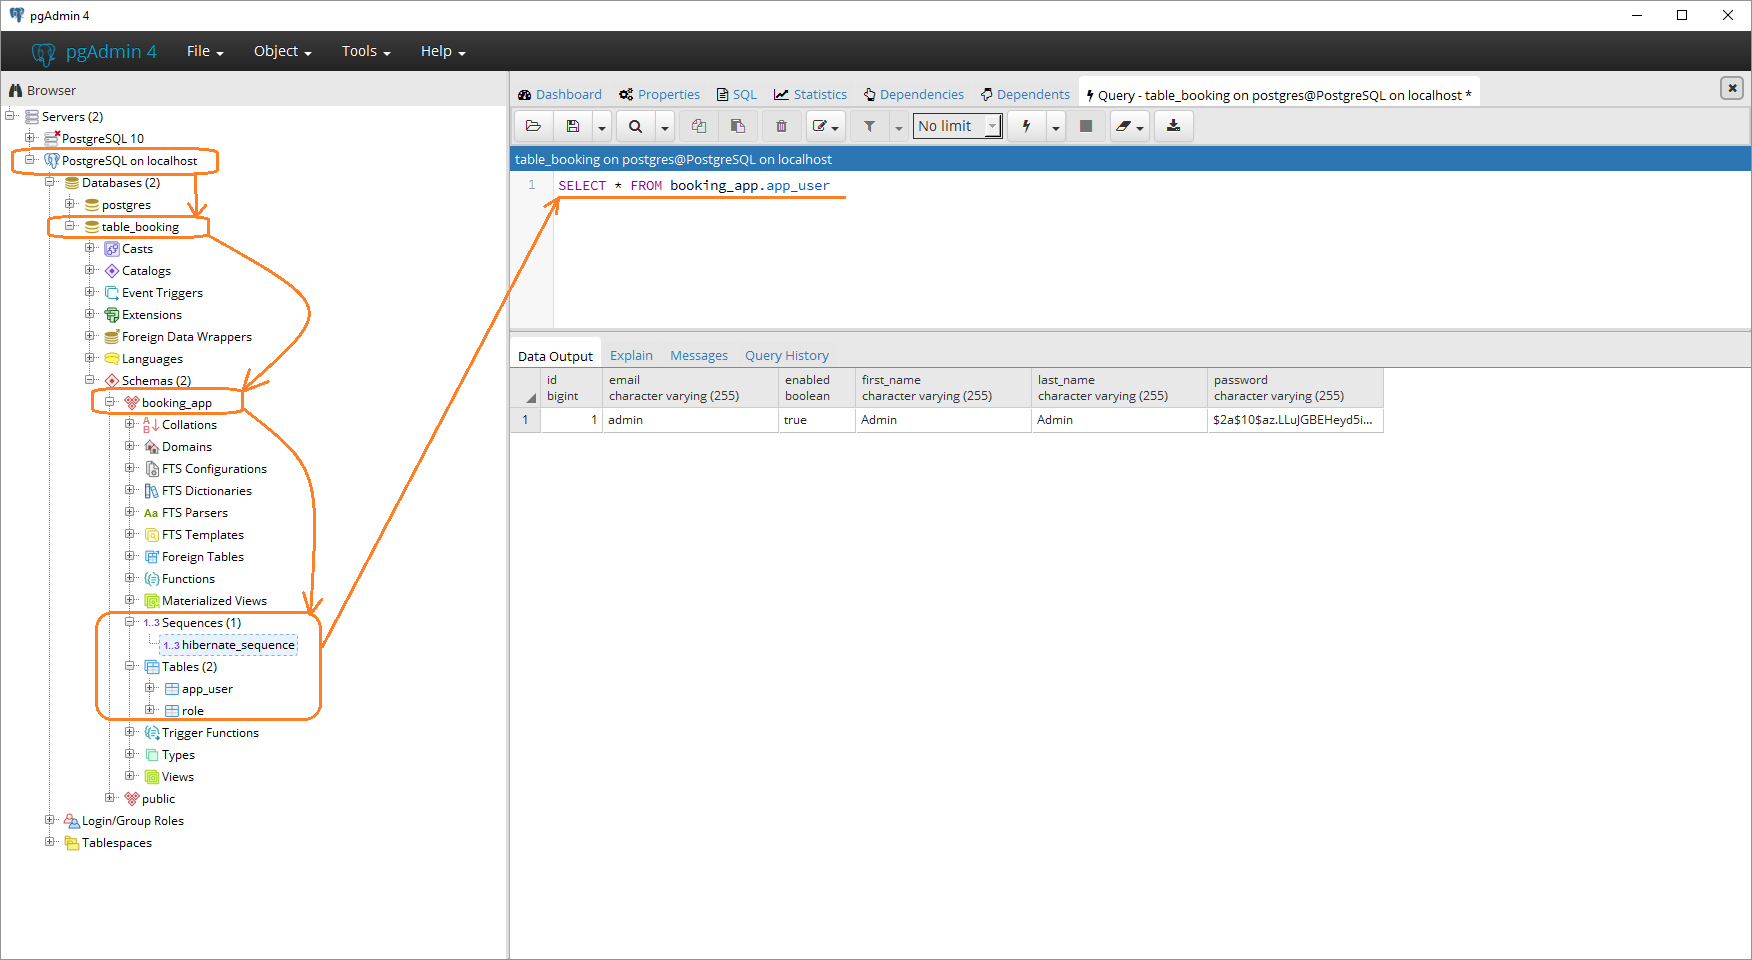 pgAdmin 4
pgAdmin 4 File Object Tools Help
Browser
Servers (2)
PostgreSQL 10
PostgreSQL on localhost
Databases (2)
postgres
table_booking
Casts
Catalogs
Event Triggers
Extensions
Foreign Data Wrappers
Languages
Schemas (2)
booking_app
Collations
Domains
FTS Configurations
FTS Dictionaries
Aa FTS Parsers
FTS Templates
Foreign Tables
Functions
Materialized Views
1..3 Sequences (1)
1..3 hibernate_sequence
Tables (2)
app_user
role
Trigger Functions
Types
Views
public
Login/Group Roles
Tablespaces
Dashboard Properties SQL Statistics Dependencies Dependents Query - table_booking on postgres@PostgreSQL on localhost *
No limit
table_booking on postgres@PostgreSQL on localhost
1 SELECT * FROM booking_app.app_user
Data Output Explain Messages Query History
id email enabled first_name last_name password
bigint character varying (255) boolean character varying (255) character varying (255) character varying (255)
1 1 admin true Admin Admin $2a$10$az.LLuJGBEHeyd5i...